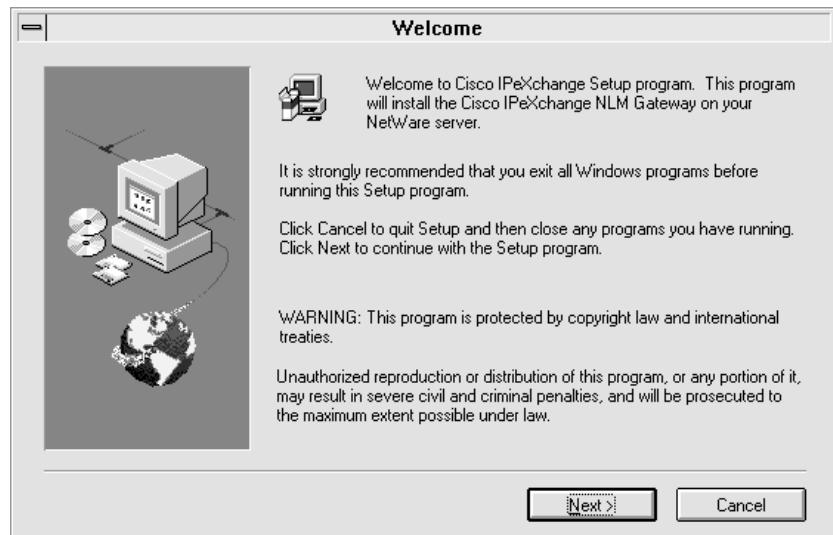 Welcome
Welcome to Cisco IPeXchange Setup program. This program
will install the Cisco IPeXchange NLM Gateway on your
NetWare server.
It is strongly recommended that you exit all Windows programs before
running this Setup program.
Click Cancel to quit Setup and then close any programs you have running.
Click Next to continue with the Setup program.
WARNING: This program is protected by copyright law and international
treaties.
Unauthorized reproduction or distribution of this program, or any portion of it,
may result in severe civil and criminal penalties, and will be prosecuted to
the maximum extent possible under law.
Next >
Cancel